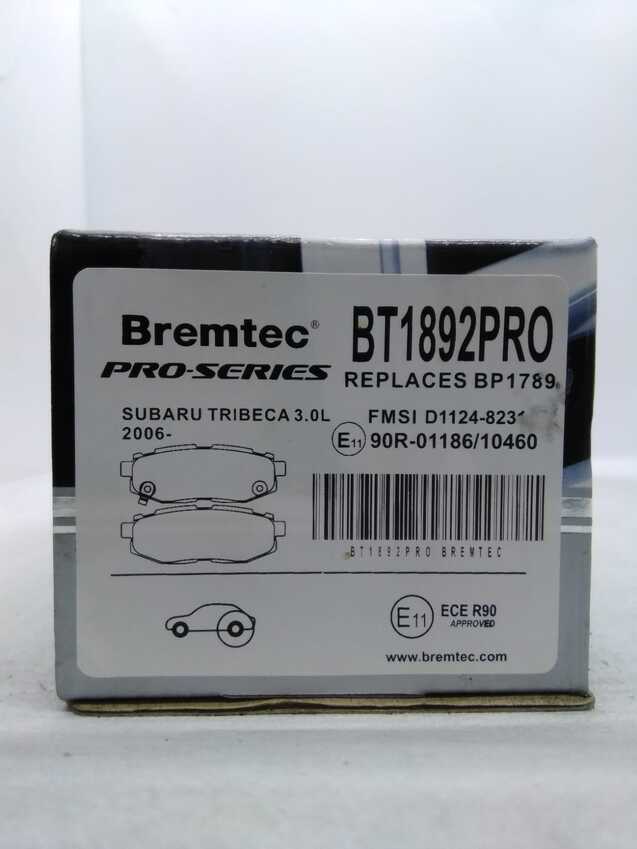 Bremtec®
PRO-SERIES
BT1892PRO
REPLACES BP1789
SUBARU TRIBECA 3.0L
2006-
FMSI D1124-8231
E11 90R-01186/10460
BT1892PRO BREMTEC
E11 ECE R90
APPROVED
www.bremtec.com